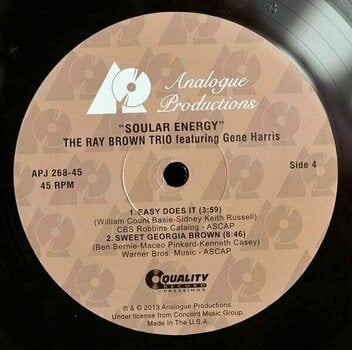 Analogue
Productions
"SOULAR ENERGY"
THE RAY BROWN TRIO featuring Gene Harris
APJ 268-45
45 RPM
Side 4
1. EASY DOES IT (3:59)
(William Count Basie-Sidney Keith Russell)
CBS Robbins Catalog - ASCAP
2. SWEET GEORGIA BROWN (8:46)
(Ben Bernie-Maceo Pinkard-Kenneth Casey)
Warner Bros. Music - ASCAP
QUALITY
RECORD
PRESSINGS
℗ & © 2013 Analogue Productions.
Under license from Concord Music Group.
Made In The U.S.A.